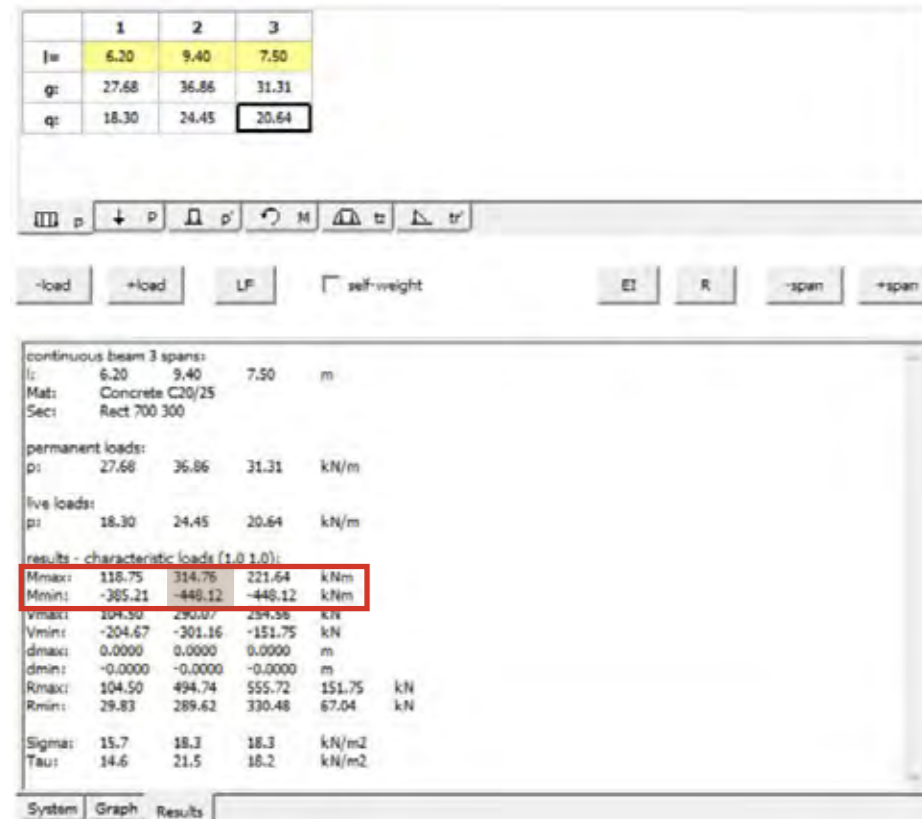 1 2 3
l= 6.20 9.40 7.50
g: 27.68 36.86 31.31
q: 18.30 24.45 20.64
p P p' M tz tr'
-load +load LF self-weight EI R -span +span
continuous beam 3 spans:
l: 6.20 9.40 7.50 m
Mat: Concrete C20/25
Sec: Rect 700 300
permanent loads:
p: 27.68 36.86 31.31 kN/m
live loads:
p: 18.30 24.45 20.64 kN/m
results - characteristic loads (1.0 1.0):
Mmax: 118.75 314.76 221.64 kNm
Mmin: -385.21 -448.12 -448.12 kNm
Vmax: 104.50 290.07 254.56 kN
Vmin: -204.67 -301.16 -151.75 kN
dmax: 0.0000 0.0000 0.0000 m
dmin: -0.0000 -0.0000 -0.0000 m
Rmax: 104.50 494.74 555.72 151.75 kN
Rmin: 29.83 289.62 330.48 67.04 kN
Sigma: 15.7 18.3 18.3 kN/m2
Tau: 14.6 21.5 18.2 kN/m2
System Graph Results